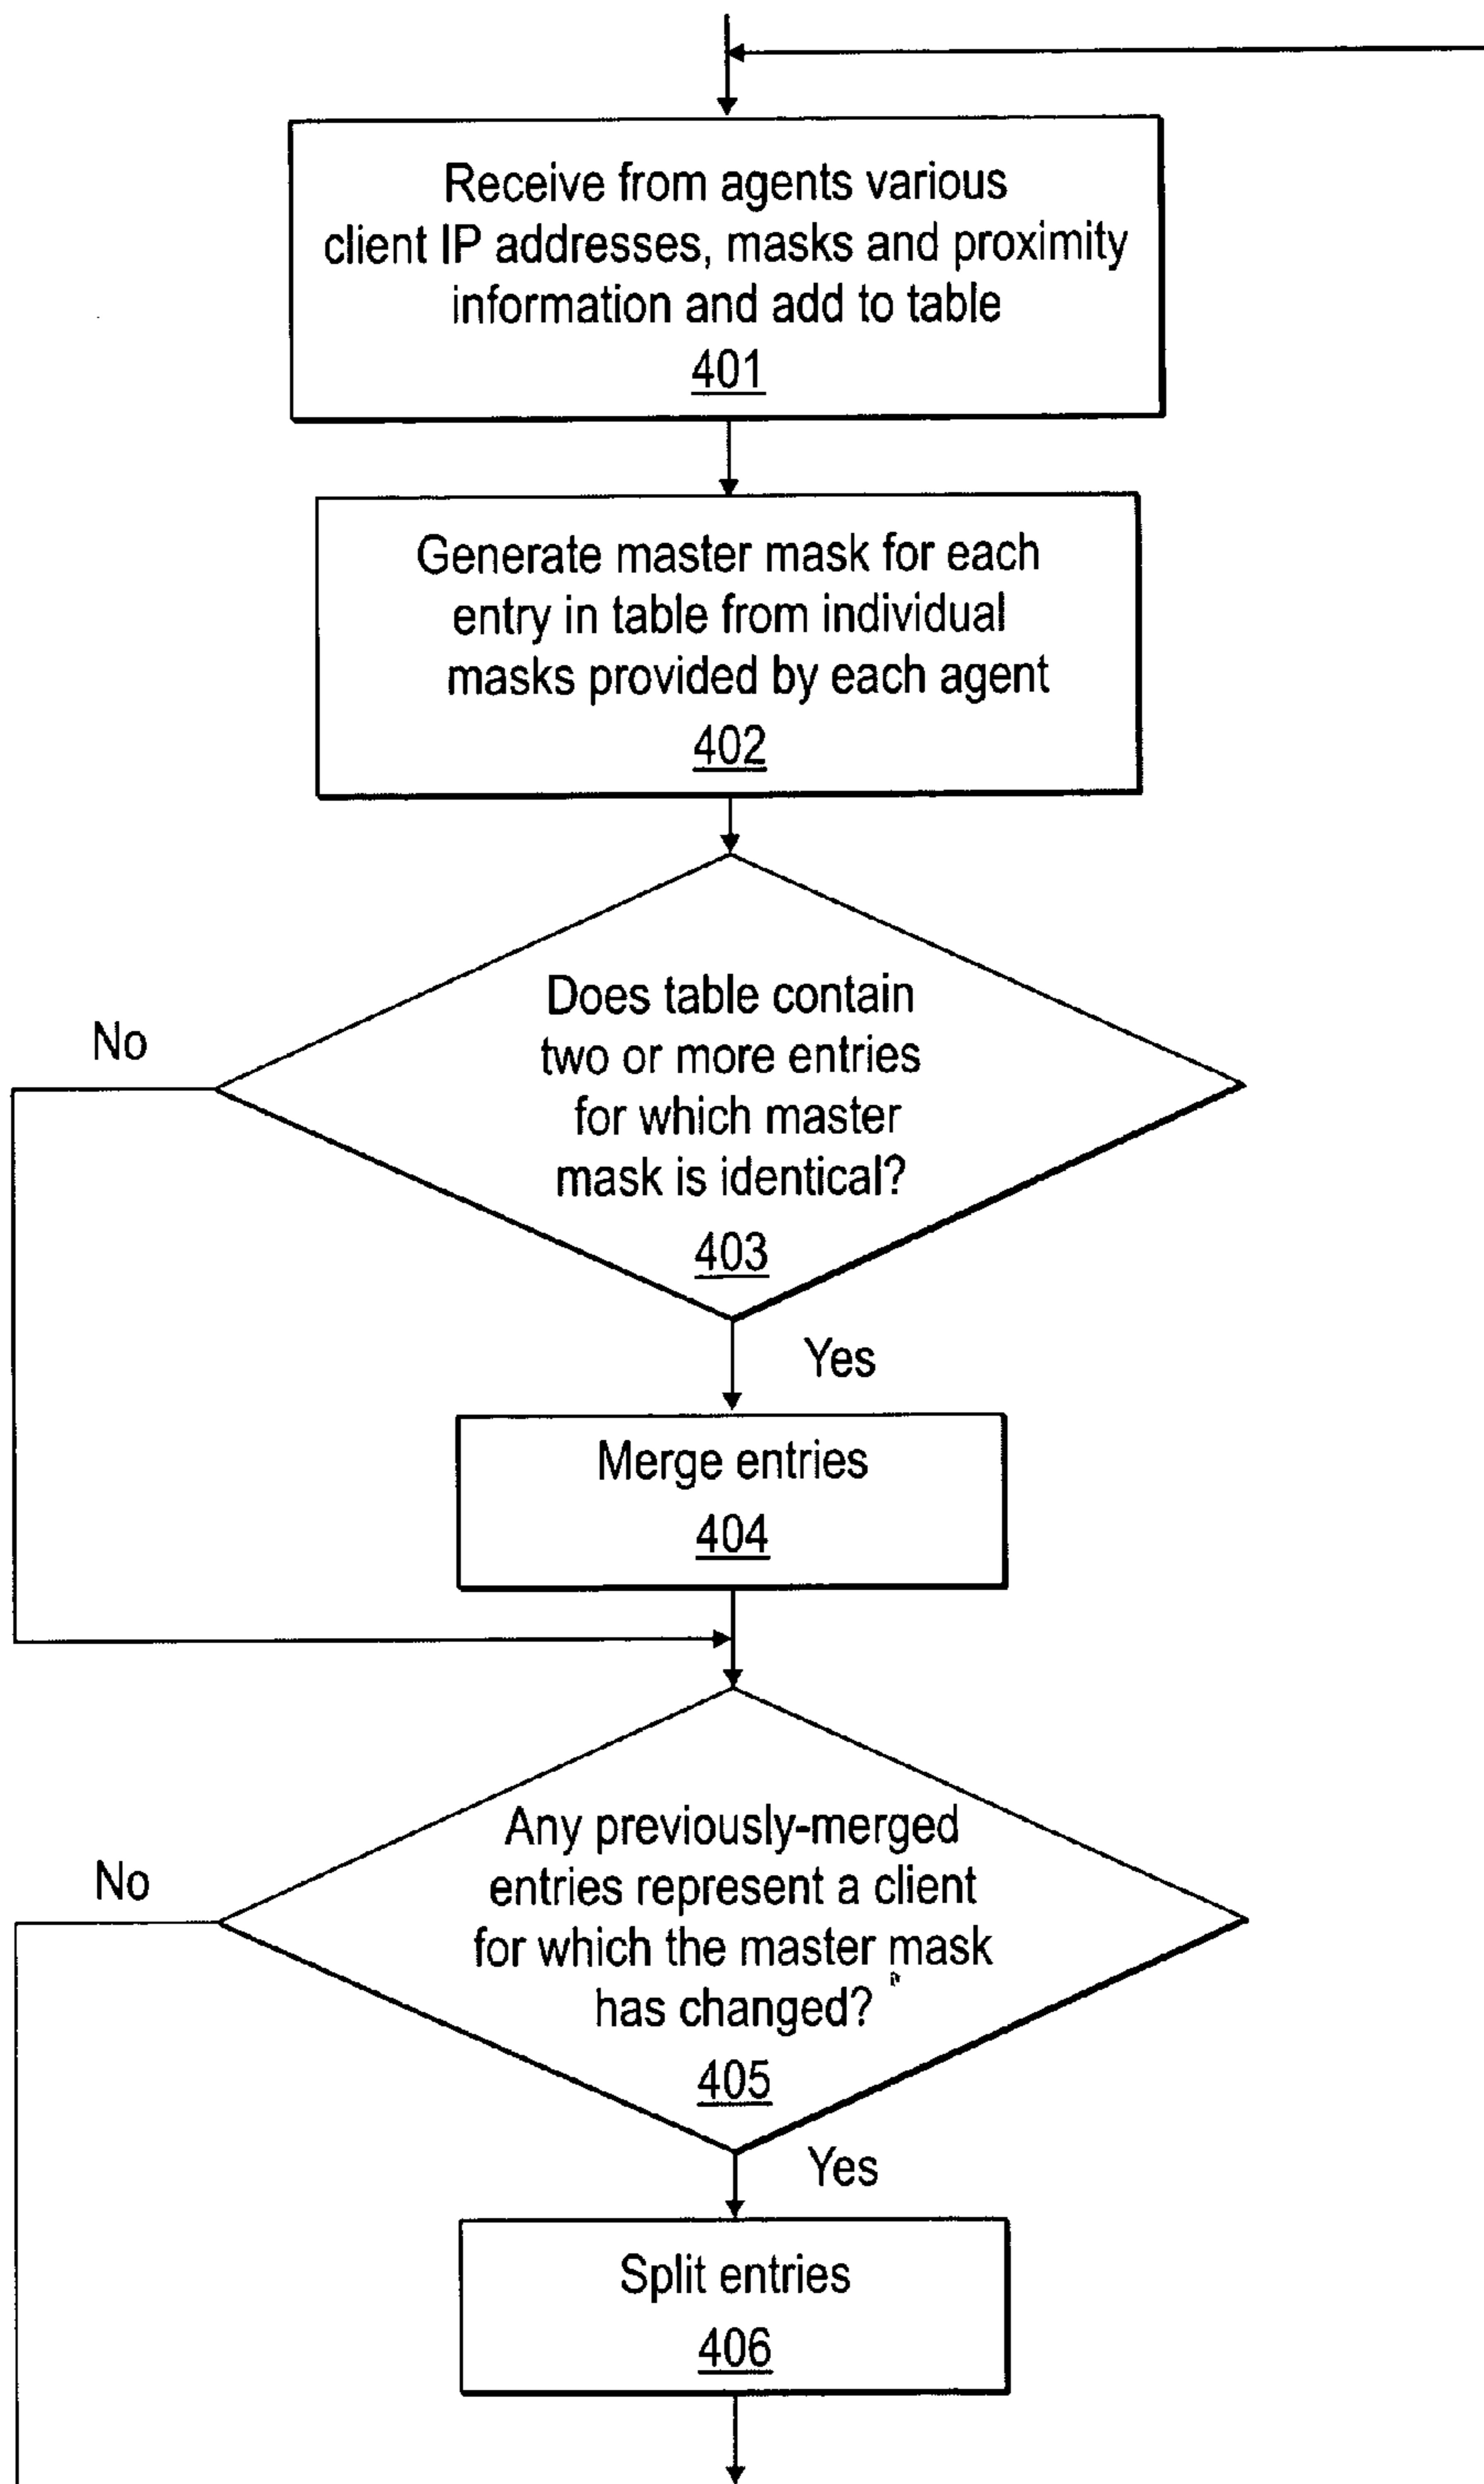 Receive from agents various
client IP addresses, masks and proximity
information and add to table
401
Generate master mask for each
entry in table from individual
masks provided by each agent
402
Does table contain
two or more entries
for which master
mask is identical?
403
No
Yes
Merge entries
404
Any previously-merged
entries represent a client
for which the master mask
has changed?
405
No
Yes
Split entries
406